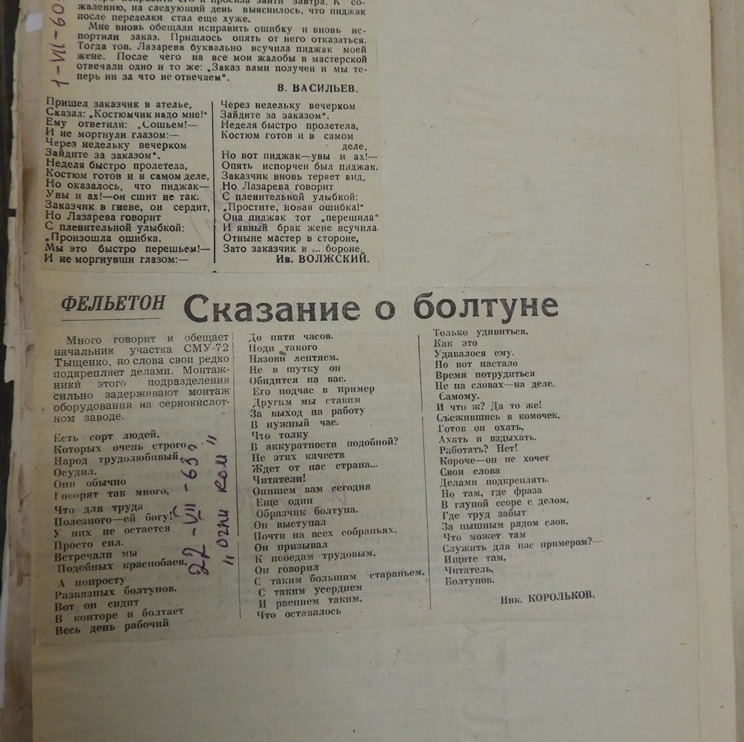 исправить его и просила зайти завтра. К со-
жалению, на следующий день выяснилось, что пиджак
после переделки стал еще хуже.
Мне вновь обещали исправить ошибку и вновь ис-
портили заказ. Пришлось опять от него отказаться.
Тогда тов. Лазарева буквально всучила пиджак моей
жене. После чего на все мои жалобы в мастерской
отвечали одно и то же: „Заказ вами получен и мы те-
перь ни за что не отвечаем“.
В. ВАСИЛЬЕВ.
1-VII-60
Пришел заказчик в ателье,
Сказал: „Костюмчик надо мне!“
Ему ответили: „Сошьем!—
И не моргнули глазом:—
Через недельку вечерком
Зайдите за заказом“.
Неделя быстро пролетела,
Костюм готов и в самом деле,
Но оказалось, что пиджак—
Увы и ах!—он сшит не так.
Заказчик в гневе, он сердит,
Но Лазарева говорит
С пленительной улыбкой:
„Произошла ошибка.
Мы это быстро перешьем!—
И не моргнувши глазом:—
Через недельку вечерком
Зайдите за заказом“.
Неделя быстро пролетела,
Костюм готов и в самом
деле,
Но вот пиджак—увы и ах!—
Опять испорчен был пиджак.
Заказчик вновь теряет вид,
Но Лазарева говорит
С пленительной улыбкой:
„Простите, новая ошибка!“
Она пиджак тот „перешила“
И явный брак жене всучила.
Отныне мастер в стороне,
Зато заказчик в ... бороне.
Ив. ВОЛЖСКИЙ.
ФЕЛЬЕТОН
Сказание о болтуне
Много говорит и обещает
начальник участка СМУ-72
Тыщенко, но слова свои редко
подкрепляет делами. Монтаж-
ники этого подразделения
сильно задерживают монтаж
оборудования на сернокислот-
ном заводе.
Есть сорт людей,
Которых очень строго
Народ трудолюбивый
Осудил.
Они обычно
Говорят так много,
Что для труда
Полезного—ей богу!
У них не остается
Просто сил.
Встречали мы
Подобных краснобаев,
А попросту
Развязных болтунов.
Вот он сидит
В конторе и болтает
Весь день рабочий
22-VII-63г
„Огни ком“
До пяти часов.
Поди такого
Назови лентяем.
Не в шутку он
Обидится на вас.
Его подчас в пример
Другим мы ставим
За выход на работу
В нужный час.
Что толку
В аккуратности подобной?
Не этих качеств
Ждет от нас страна...
Читатели!
Опишем вам сегодня
Еще один
Образчик болтуна.
Он выступал
Почти на всех собраньях.
Он призывал
К победам трудовым,
Он говорил
С таким большим стараньем,
С таким усердием
И рвением таким,
Что оставалось
Только удивиться.
Как это
Удавалось ему.
Но вот настало
Время потрудиться
Не на словах—на деле.
Самому.
И что ж? Да то же!
Съежившись в комочек.
Готов он охать,
Ахать и вздыхать.
Работать? Нет!
Короче—он не хочет
Свои слова
Делами подкреплять.
Но там, где фраза
В глупой ссоре с делом,
Где труд забыт
За пышным рядом слов,
Что может там
Служить для нас примером?—
Ищите там,
Читатель,
Болтунов.
Ник. КОРОЛЬКОВ.